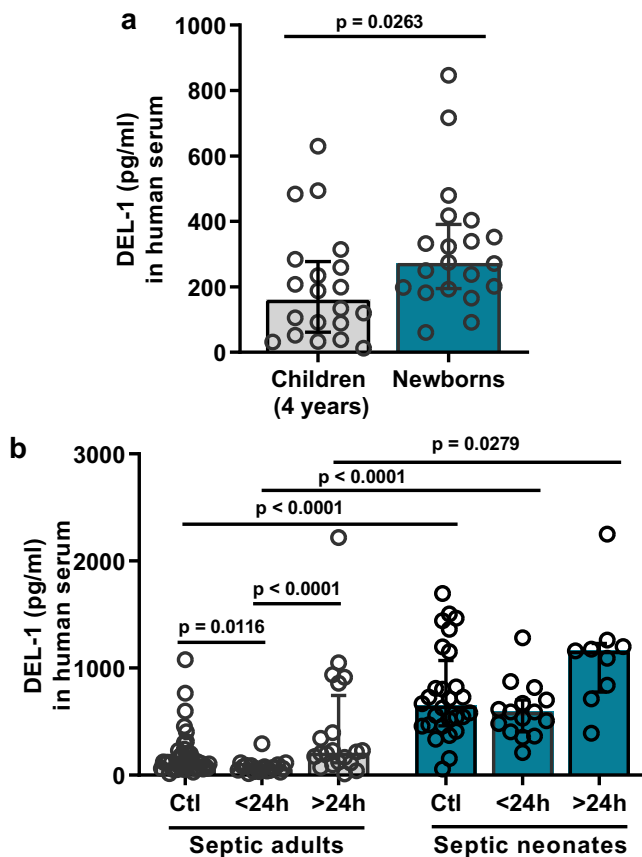 a
p = 0.0263
1000
800
600
400
200
0
DEL-1 (pg/ml)
in human serum
Children
(4 years)
Newborns
b
p = 0.0279
p < 0.0001
p < 0.0001
p < 0.0001
p = 0.0116
3000
2000
1000
0
DEL-1 (pg/ml)
in human serum
Ctl <24h >24h Ctl <24h >24h
Septic adults Septic neonates